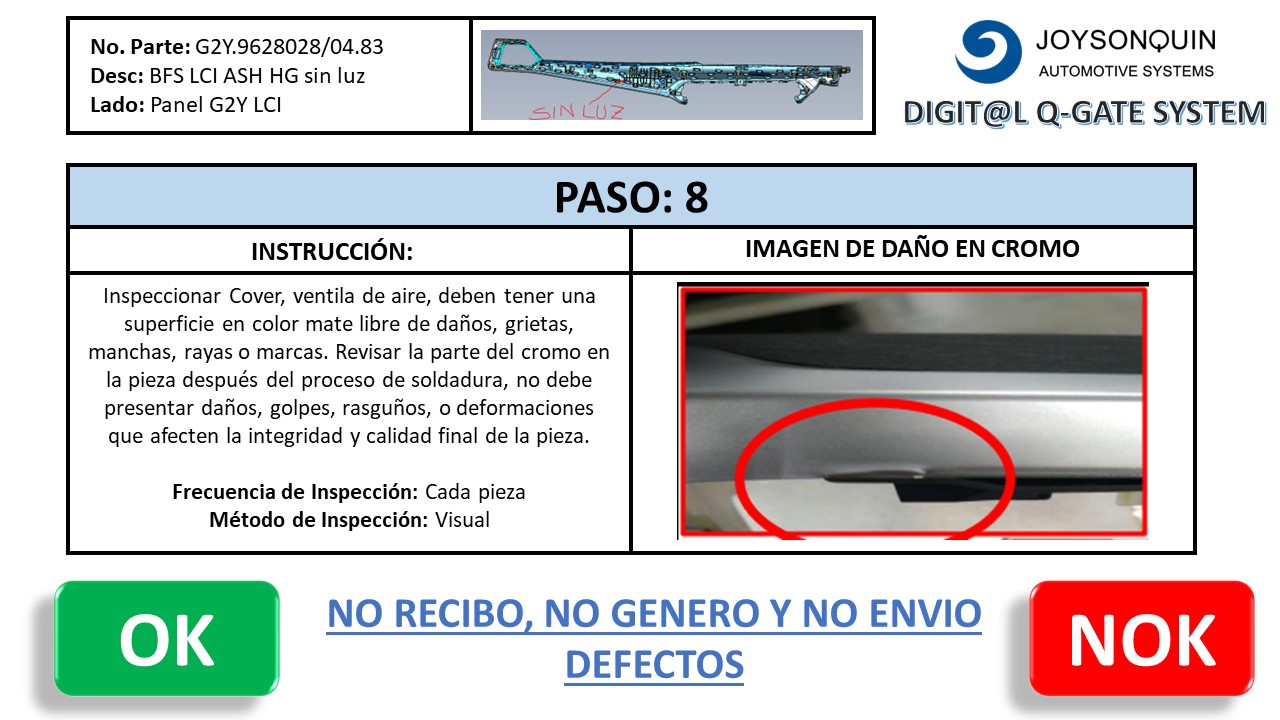 No. Parte: G2Y.9628028/04.83
Desc: BFS LCI ASH HG sin luz
Lado: Panel G2Y LCI
SIN LUZ
JOYSONQUIN
AUTOMOTIVE SYSTEMS
DIGIT@L Q-GATE SYSTEM
PASO: 8
INSTRUCCIÓN:
IMAGEN DE DAÑO EN CROMO
Inspeccionar Cover, ventila de aire, deben tener una
superficie en color mate libre de daños, grietas,
manchas, rayas o marcas. Revisar la parte del cromo en
la pieza después del proceso de soldadura, no debe
presentar daños, golpes, rasguños, o deformaciones
que afecten la integridad y calidad final de la pieza.
Frecuencia de Inspección: Cada pieza
Método de Inspección: Visual
OK
NO RECIBO, NO GENERO Y NO ENVIO
DEFECTOS
NOK